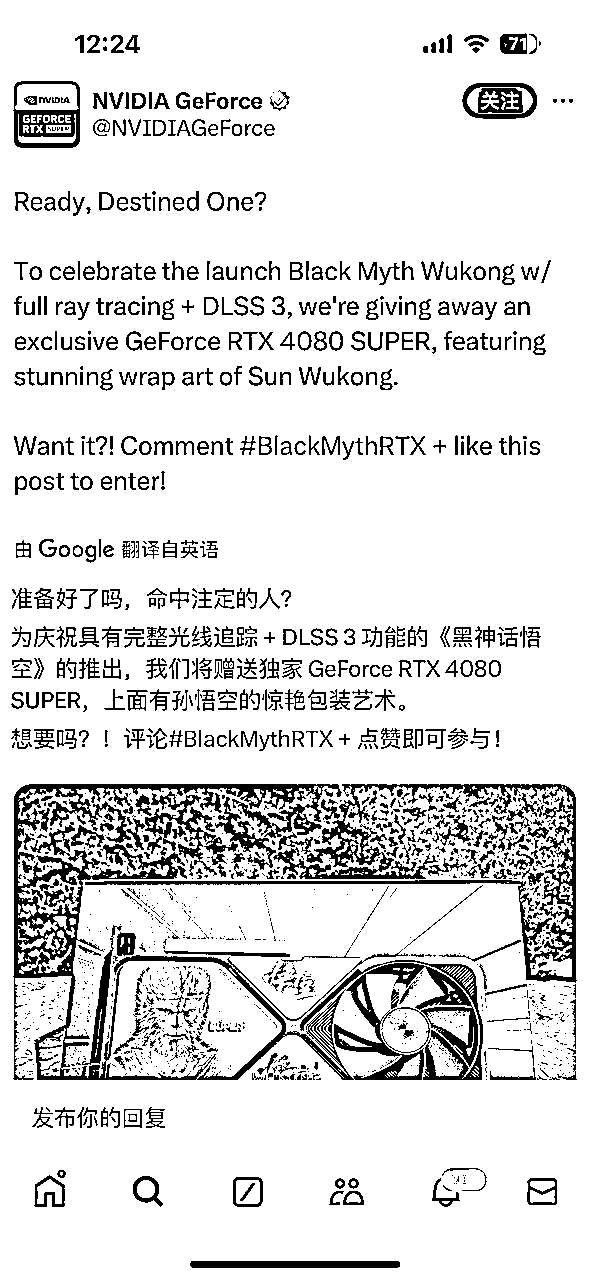 12:24
71
NVIDIA GeForce
关注
@NVIDIAGeForce
NVIDIA
GEFORCE
RTX SUPER
Ready, Destined One?
To celebrate the launch Black Myth Wukong w/
full ray tracing + DLSS 3, we're giving away an
exclusive GeForce RTX 4080 SUPER, featuring
stunning wrap art of Sun Wukong.
Want it?! Comment #BlackMythRTX + like this
post to enter!
由 Google 翻译自英语
准备好了吗，命中注定的人？
为庆祝具有完整光线追踪 + DLSS 3 功能的《黑神话悟
空》的推出，我们将赠送独家 GeForce RTX 4080
SUPER，上面有孙悟空的惊艳包装艺术。
想要吗？！评论#BlackMythRTX + 点赞即可参与！
发布你的回复